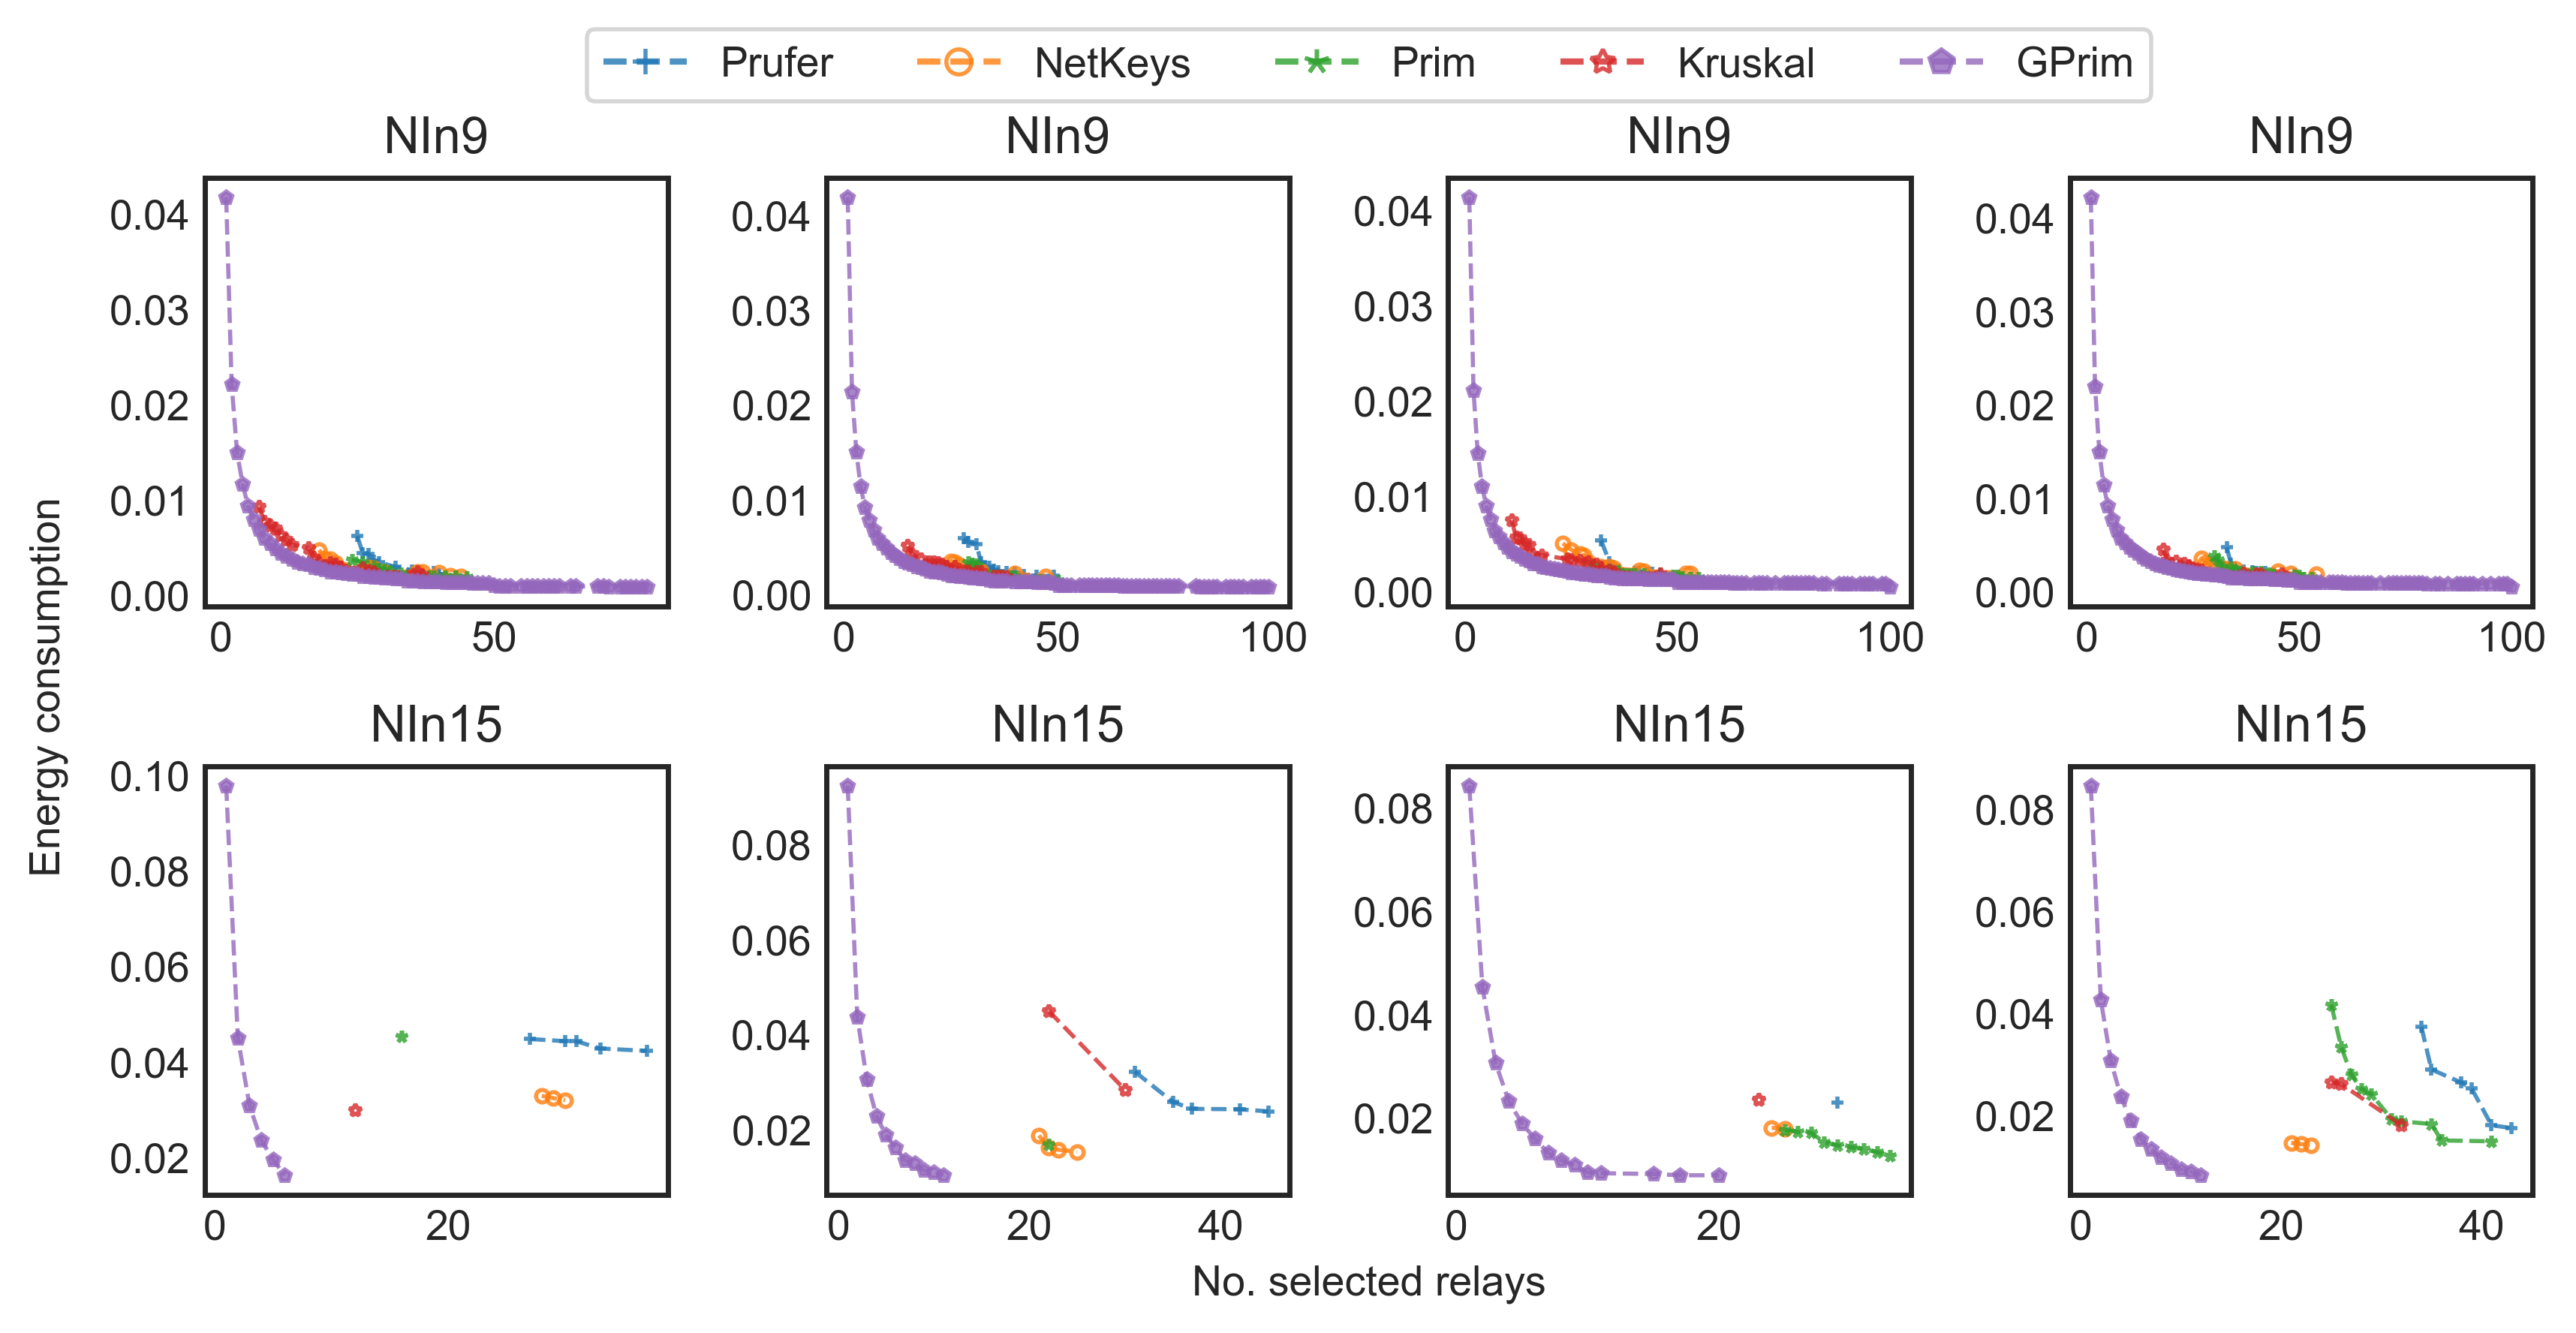 Prufer NetKeys Prim Kruskal GPrim
NIn9 NIn9 NIn9 NIn9
0.04 0.04 0.04 0.04
0.03 0.03 0.03 0.03
0.02 0.02 0.02 0.02
0.01 0.01 0.01 0.01
0.00 0.00 0.00 0.00
0 50 0 50 100 0 50 100 0 50 100
Energy consumption
NIn15 NIn15 NIn15 NIn15
0.10
0.08 0.08 0.08 0.08
0.06 0.06 0.06 0.06
0.04 0.04 0.04 0.04
0.02 0.02 0.02 0.02
0 20 0 20 40 0 20 0 20 40
No. selected relays